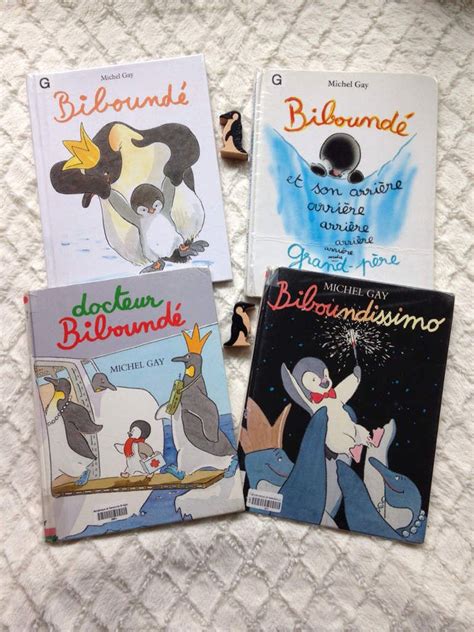 G
Michel Gay
Biboundé
G
Michel Gay
Biboundé
et son arrière
arrière
arrière
arrière
arrière
Grand-père
docteur
Biboundé
MICHEL GAY
MICHEL GAY
Biboundissimo